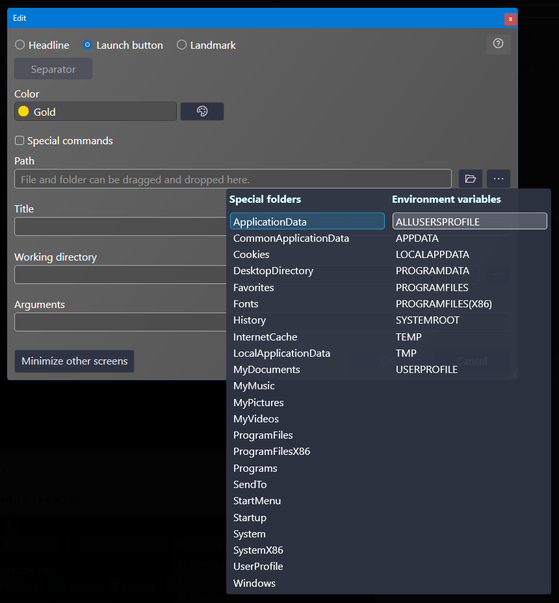 Edit
x
Headline Launch button Landmark
Separator
Color
Gold
Special commands
Path
File and folder can be dragged and dropped here.
Title
Working directory
Arguments
Minimize other screens
Cancel
Special folders
ApplicationData
CommonApplicationData
Cookies
DesktopDirectory
Favorites
Fonts
History
InternetCache
LocalApplicationData
MyDocuments
MyMusic
MyPictures
MyVideos
ProgramFiles
ProgramFilesX86
Programs
SendTo
StartMenu
Startup
System
SystemX86
UserProfile
Windows
Environment variables
ALLUSERSPROFILE
APPDATA
LOCALAPPDATA
PROGRAMDATA
PROGRAMFILES
PROGRAMFILES(X86)
SYSTEMROOT
TEMP
TMP
USERPROFILE